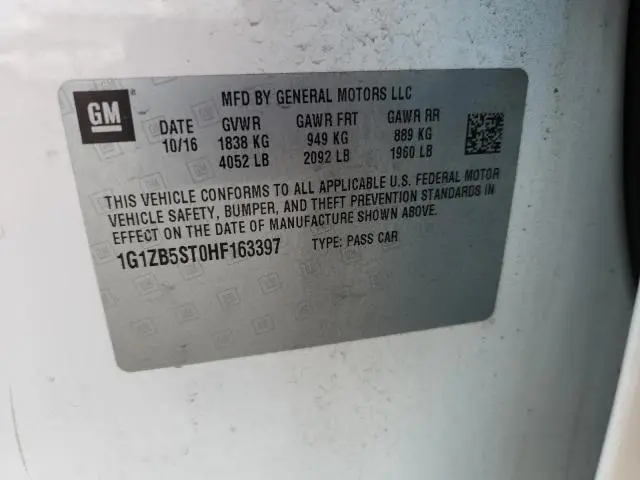 GM
MFD BY GENERAL MOTORS LLC
DATE GVWR GAWR FRT GAWR RR
10/16 1838 KG 949 KG 889 KG
4052 LB 2092 LB 1960 LB
THIS VEHICLE CONFORMS TO ALL APPLICABLE U.S. FEDERAL MOTOR
VEHICLE SAFETY, BUMPER, AND THEFT PREVENTION STANDARDS IN
EFFECT ON THE DATE OF MANUFACTURE SHOWN ABOVE.
1G1ZB5ST0HF163397 TYPE: PASS CAR